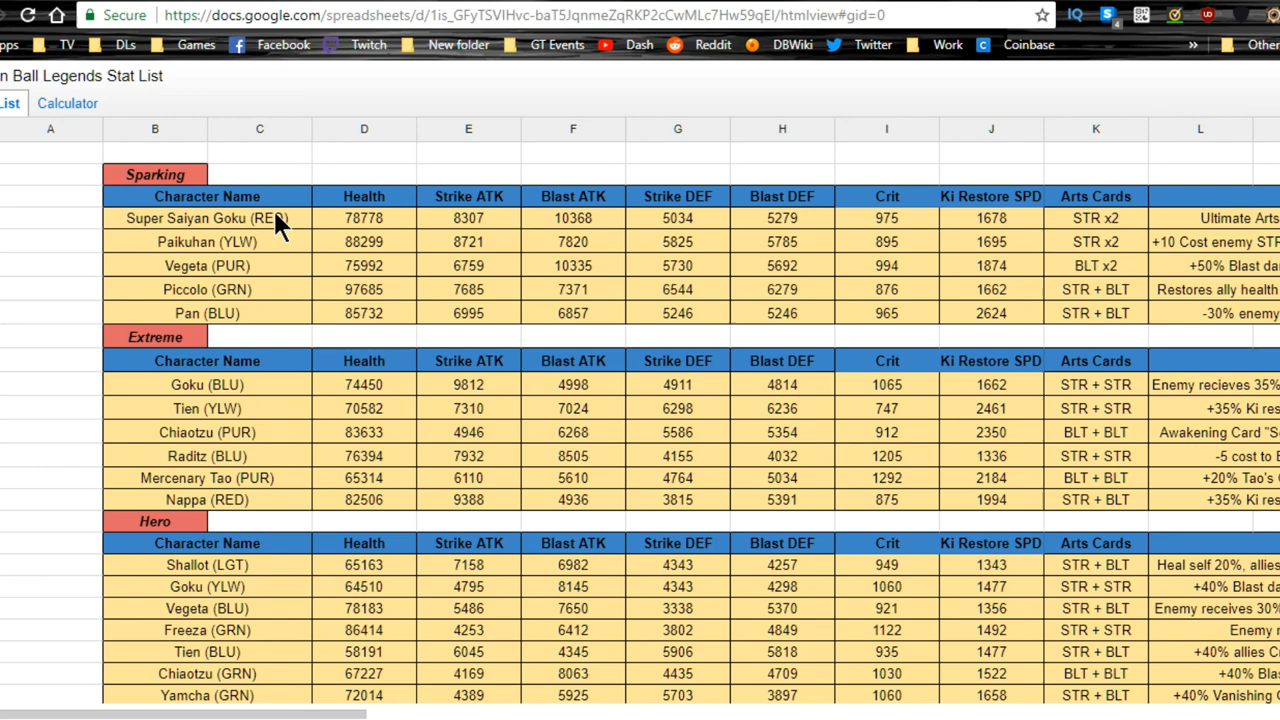 Secure https://docs.google.com/spreadsheets/d/1is_GFyTSVIHvc-baT5JqnmeZqRKP2cCwMLc7Hw59qEI/htmlview#gid=0
pps TV DLs Games Facebook Twitch New folder GT Events Dash Reddit DBWiki Twitter Work Coinbase » Other
n Ball Legends Stat List
List Calculator
A B C D E F G H I J K L
Sparking
Character Name Health Strike ATK Blast ATK Strike DEF Blast DEF Crit Ki Restore SPD Arts Cards
Super Saiyan Goku (RED) 78778 8307 10368 5034 5279 975 1678 STR x2 Ultimate Arts
Paikuhan (YLW) 88299 8721 7820 5825 5785 895 1695 STR x2 +10 Cost enemy STR
Vegeta (PUR) 75992 6759 10335 5730 5692 994 1874 BLT x2 +50% Blast da
Piccolo (GRN) 97685 7685 7371 6544 6279 876 1662 STR + BLT Restores ally health
Pan (BLU) 85732 6995 6857 5246 5246 965 2624 STR + BLT -30% enemy
Extreme
Character Name Health Strike ATK Blast ATK Strike DEF Blast DEF Crit Ki Restore SPD Arts Cards
Goku (BLU) 74450 9812 4998 4911 4814 1065 1662 STR + STR Enemy recieves 35%
Tien (YLW) 70582 7310 7024 6298 6236 747 2461 STR + STR +35% Ki res
Chiaotzu (PUR) 83633 4946 6268 5586 5354 912 2350 BLT + BLT Awakening Card "So
Raditz (BLU) 76394 7932 8505 4155 4032 1205 1336 STR + STR -5 cost to B
Mercenary Tao (PUR) 65314 6110 5610 4764 5034 1292 2184 BLT + BLT +20% Tao's C
Nappa (RED) 82506 9388 4936 3815 5391 875 1994 STR + BLT +35% Ki res
Hero
Character Name Health Strike ATK Blast ATK Strike DEF Blast DEF Crit Ki Restore SPD Arts Cards
Shallot (LGT) 65163 7158 6982 4343 4257 949 1343 STR + BLT Heal self 20%, allies
Goku (YLW) 64510 4795 8145 4343 4298 1060 1477 STR + STR +40% Blast da
Vegeta (BLU) 78183 5486 7650 3338 5370 921 1356 STR + BLT Enemy receives 30%
Freeza (GRN) 86414 4253 6412 3802 4849 1122 1492 STR + STR Enemy r
Tien (BLU) 58191 6045 4345 5906 5818 935 1477 STR + STR +40% allies Cr
Chiaotzu (GRN) 67227 4169 8063 4435 4709 1030 1522 BLT + BLT +40% Blas
Yamcha (GRN) 72014 4389 5925 5703 3897 1060 1658 STR + BLT +40% Vanishing G